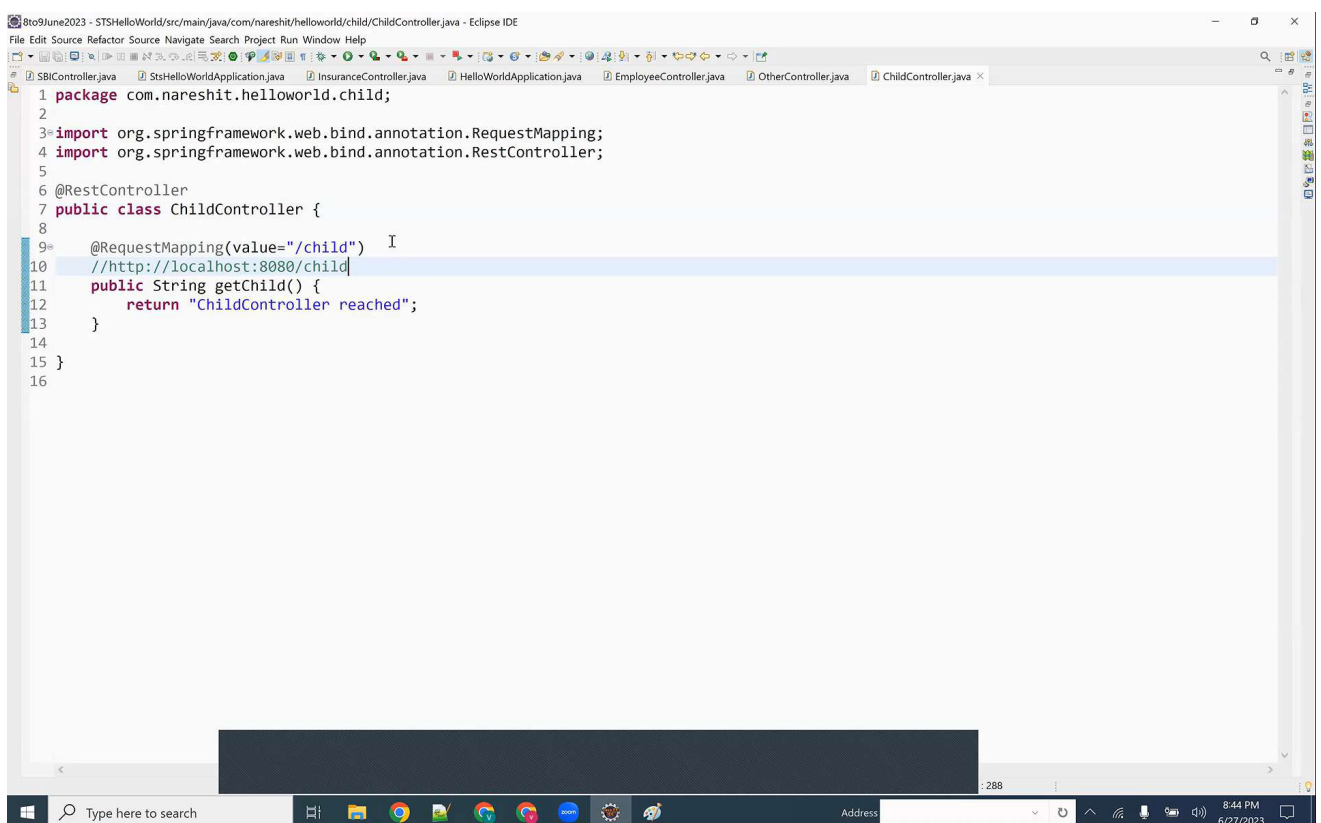 8to9June2023 - STSHelloWorld/src/main/java/com/nareshit/helloworld/child/ChildController.java - Eclipse IDE
File Edit Source Refactor Source Navigate Search Project Run Window Help
SBIController.java StsHelloWorldApplication.java InsuranceController.java HelloWorldApplication.java EmployeeController.java OtherController.java ChildController.java
1 package com.nareshit.helloworld.child;
2
3 import org.springframework.web.bind.annotation.RequestMapping;
4 import org.springframework.web.bind.annotation.RestController;
5
6 @RestController
7 public class ChildController {
8
9 @RequestMapping(value="/child")
10 //http://localhost:8080/child
11 public String getChild() {
12 return "ChildController reached";
13 }
14
15 }
16
: 288
Type here to search
zoom
Address
8:44 PM
6/27/2023